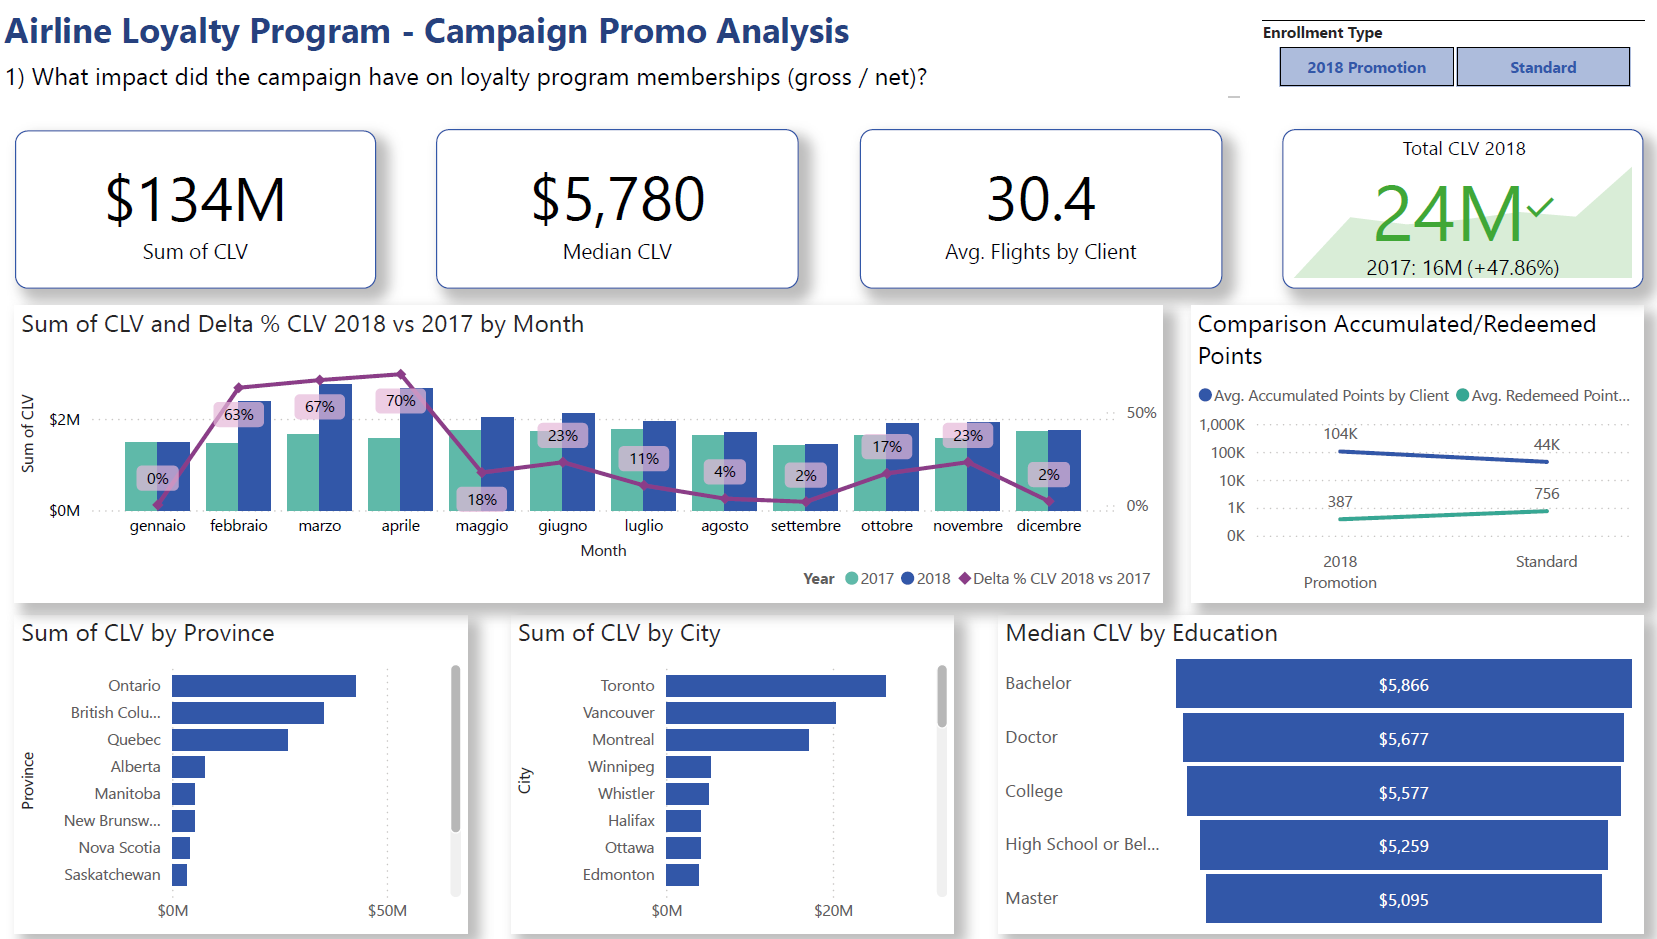 Airline Loyalty Program - Campaign Promo Analysis
1) What impact did the campaign have on loyalty program memberships (gross / net)?
Enrollment Type
2018 Promotion
Standard
$134M
Sum of CLV
$5,780
Median CLV
30.4
Avg. Flights by Client
Total CLV 2018
24M
2017: 16M (+47.86%)
Sum of CLV and Delta % CLV 2018 vs 2017 by Month
Sum of CLV
$2M
$0M
50%
0%
0%
63%
67%
70%
18%
23%
11%
4%
2%
17%
23%
2%
gennaio febbraio marzo aprile maggio giugno luglio agosto settembre ottobre novembre dicembre
Month
Year 2017 2018 Delta % CLV 2018 vs 2017
Comparison Accumulated/Redeemed
Points
Avg. Accumulated Points by Client Avg. Redemeed Point...
1,000K
100K
10K
1K
0K
104K
44K
387
756
2018
Promotion
Standard
Sum of CLV by Province
Province
Ontario
British Colu...
Quebec
Alberta
Manitoba
New Brunsw...
Nova Scotia
Saskatchewan
$0M $50M
Sum of CLV by City
City
Toronto
Vancouver
Montreal
Winnipeg
Whistler
Halifax
Ottawa
Edmonton
$0M $20M
Median CLV by Education
Bachelor $5,866
Doctor $5,677
College $5,577
High School or Bel... $5,259
Master $5,095